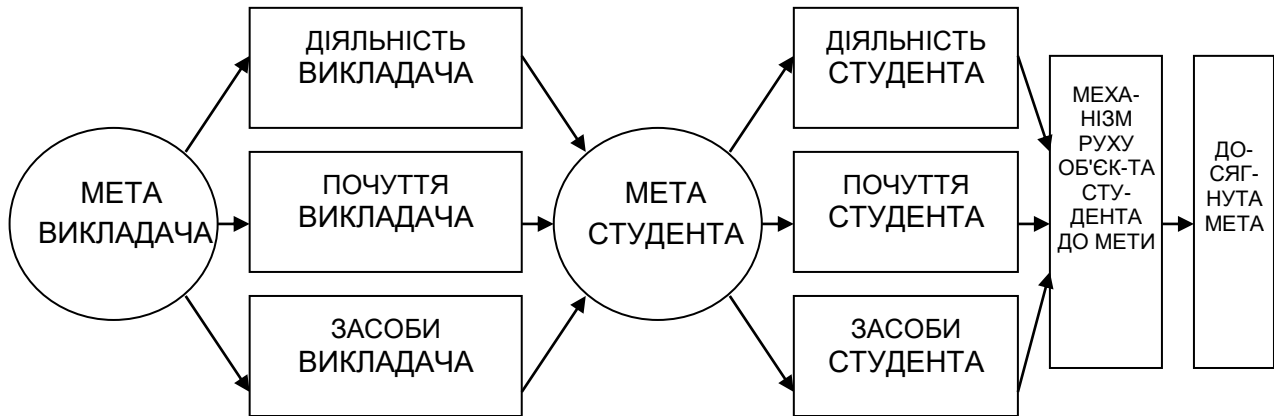 МЕТА
ВИКЛАДАЧА
ДІЯЛЬНІСТЬ
ВИКЛАДАЧА
ПОЧУТТЯ
ВИКЛАДАЧА
ЗАСОБИ
ВИКЛАДАЧА
МЕТА
СТУДЕНТА
ДІЯЛЬНІСТЬ
СТУДЕНТА
ПОЧУТТЯ
СТУДЕНТА
ЗАСОБИ
СТУДЕНТА
МЕХА-
НІЗМ
РУХУ
ОБ'ЄК-ТА
СТУ-
ДЕНТА
ДО МЕТИ
ДО-
СЯГ-
НУТА
МЕТА